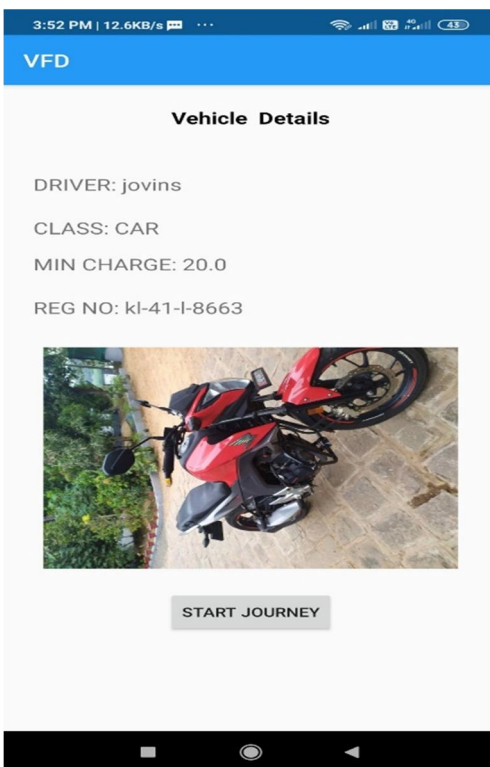 3:52 PM | 12.6KB/s
VFD
Vehicle Details
DRIVER: jovins
CLASS: CAR
MIN CHARGE: 20.0
REG NO: kl-41-l-8663
START JOURNEY